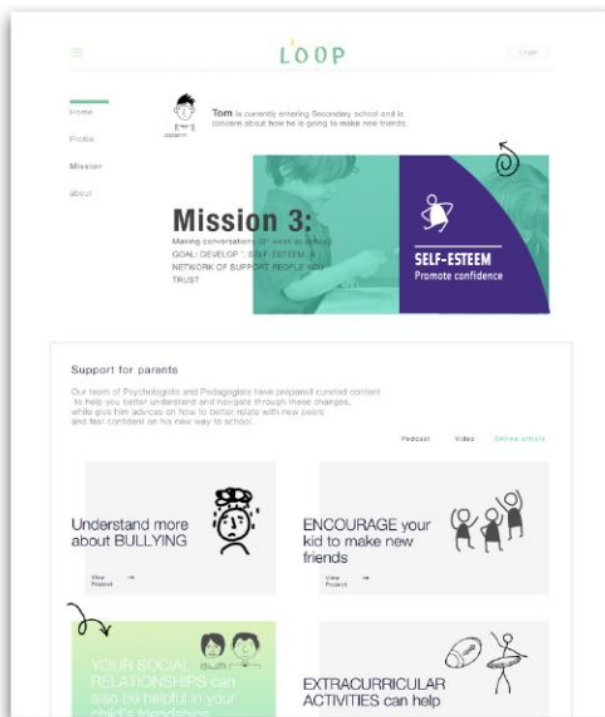 L'OOP
Login
Home
Profile
Mission
about
Tom is currently entering Secondary school and is
concern about how he is going to make new friends.
Mission 3:
Making conversations of week at school
GOAL: DEVELOP SELF ESTEEM, A
NETWORK OF SUPPORT PEOPLE YOU
TRUST
SELF-ESTEEM
Promote confidence
Support for parents
Our team of Psychologists and Pedagogists have prepared curated content
to help you better understand and navigate through these changes,
while give him advices on how to better relate with new peers
and feel confident on his new way to school.
Podcast Video Online article
Understand more
about BULLYING
View
Project
ENCOURAGE your
kid to make new
friends
View
Project
YOUR SOCIAL
RELATIONSHIPS can
also be helpful in your
child's friendships
EXTRACURRICULAR
ACTIVITIES can help